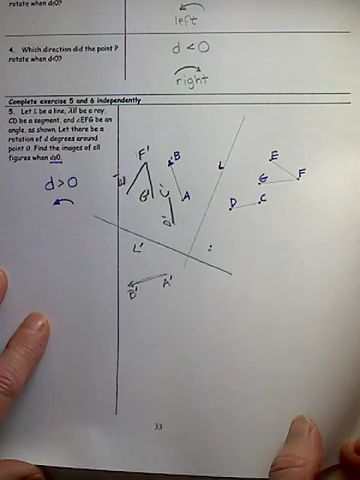 rotate when d≥0?
left
4. Which direction did the point P
rotate when d<0?
d < 0
right
Complete exercise 5 and 6 independently
5. Let L be a line, AB be a ray,
CD be a segment, and ∠EFG be an
angle, as shown. Let there be a
rotation of d degrees around
point O. Find the images of all
figures when d≥0.
d > 0
F'
B
E'
G'
C'
A
D'
L
E
G
F
D
C
L'
B'
A'
33